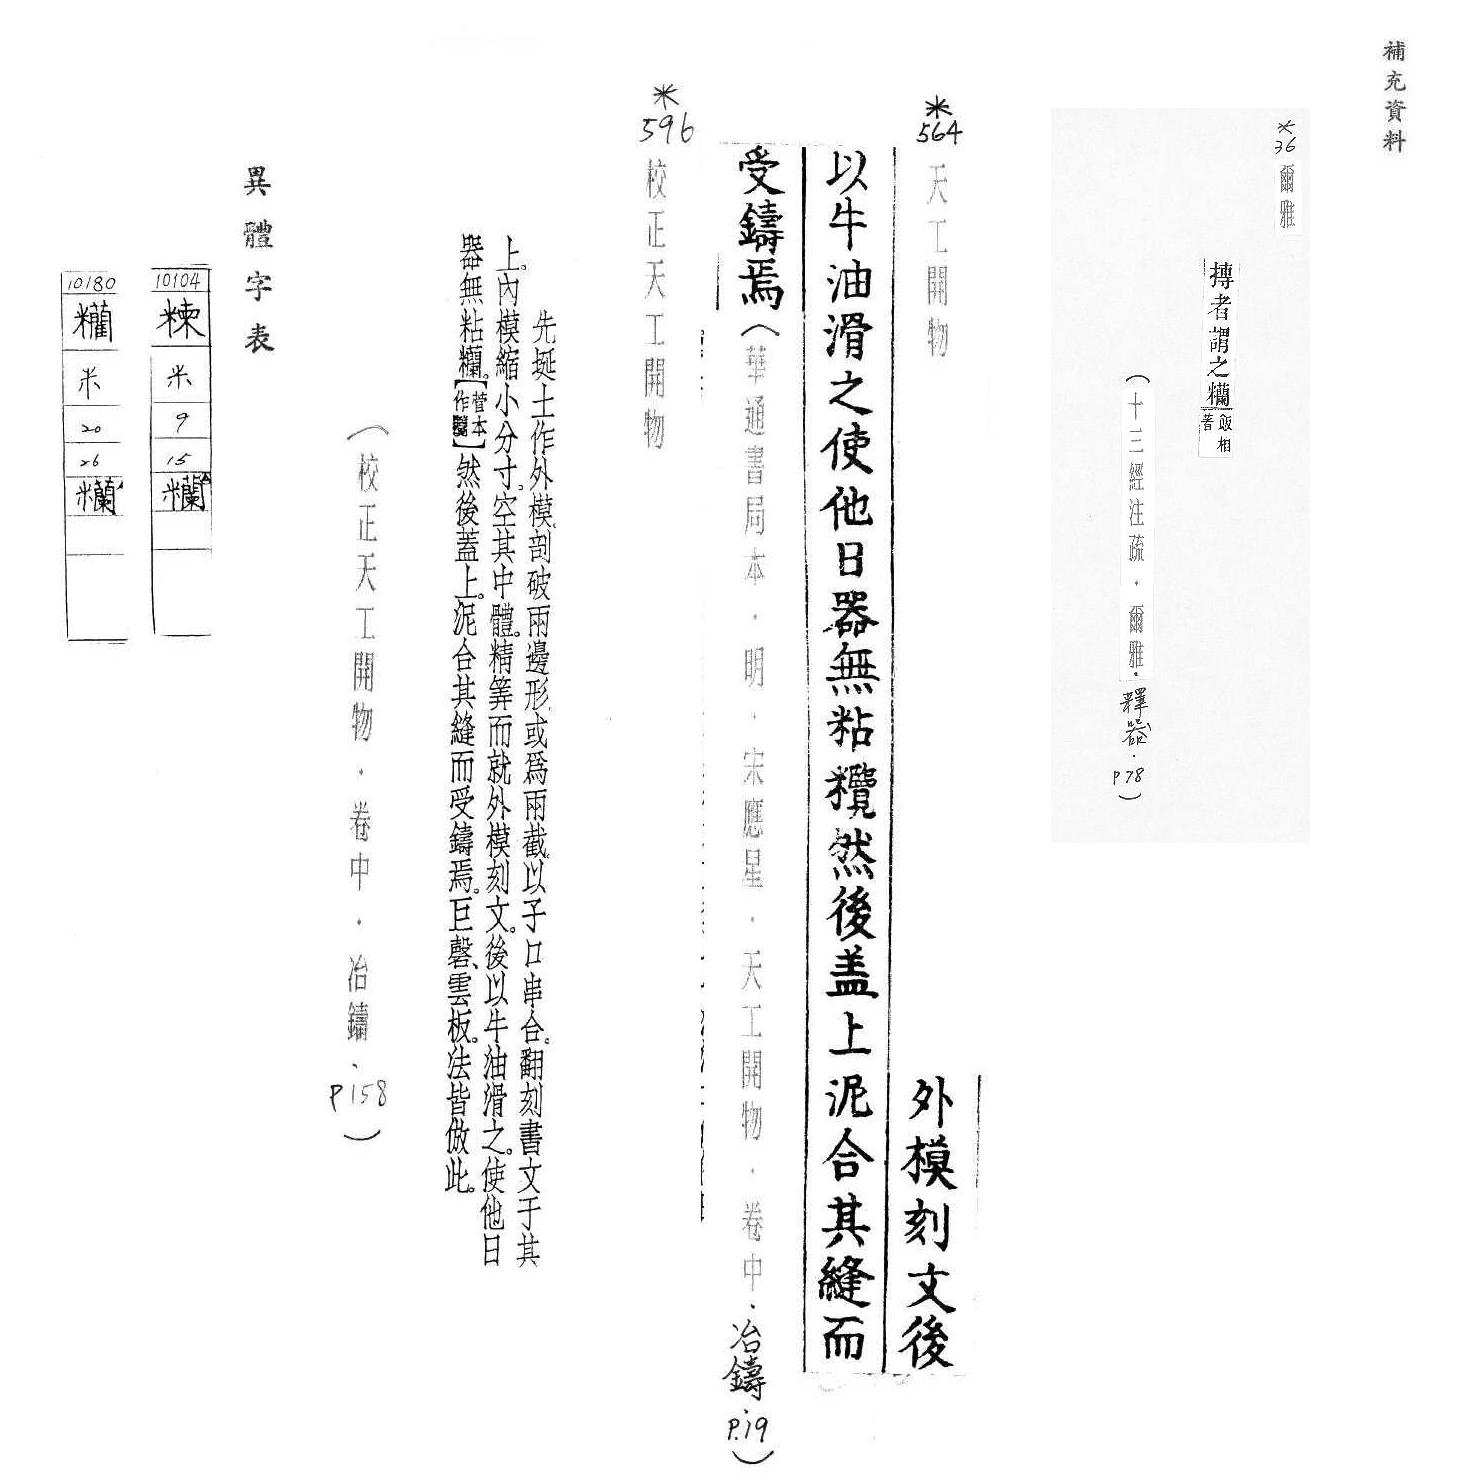 補充資料
*
36
爾雅
摶者謂之糷
飯相
著
（十三經注疏．爾雅．釋器．P78）
*
564
天工開物
外模刻文後
以牛油滑之使他日器無粘䊯然後盖上泥合其縫而
受鑄焉
（華通書局本．明．宋應星．天工開物．卷中．冶鑄P.19）
*
596
校正天工開物
先埏土作外模。剖破兩邊形。或爲兩截。以子口串合。翻刻書文于其
上。內模縮小分寸。空其中體。精筭而就外模刻文。後以牛油滑之。使他日
器無粘糷。【菅本作】然後蓋上。泥合其縫而受鑄焉。巨磬、雲板。法皆倣此。
（校正天工開物．卷中．冶鑄、P158）
異體字表
10104
米
9
15
糷
10180
米
20
26
糷